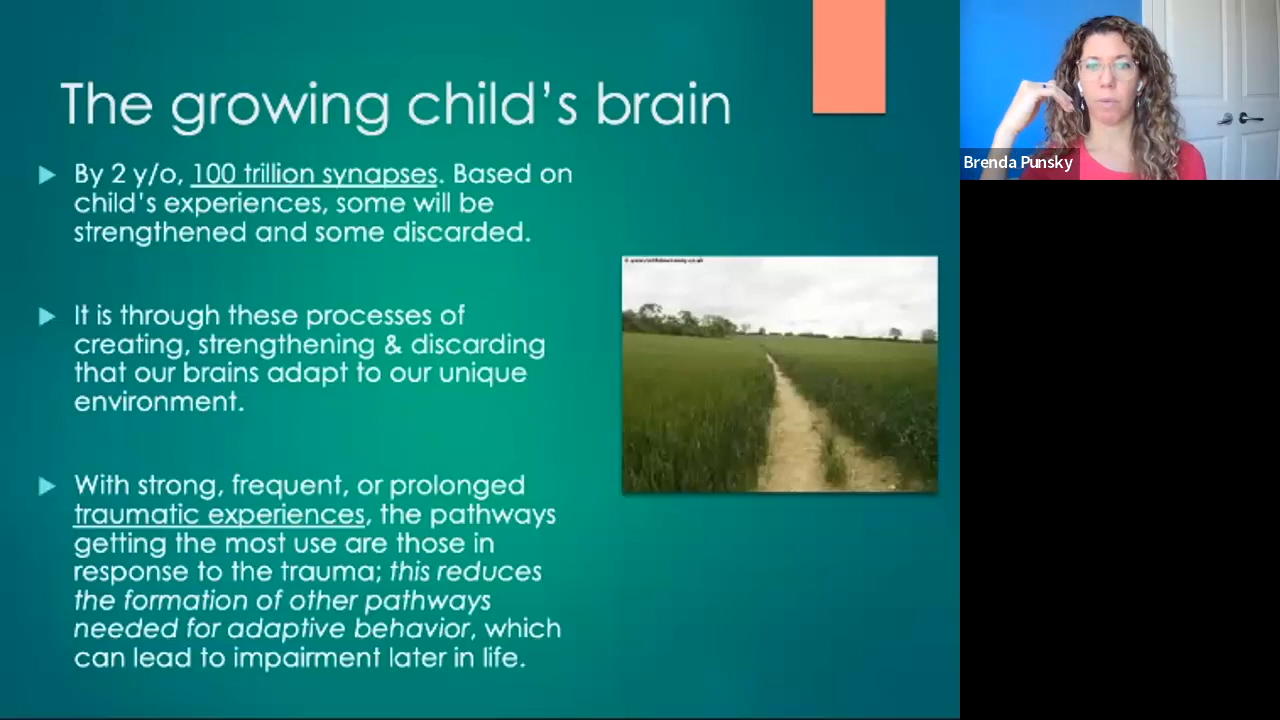 The growing child's brain
By 2 y/o, 100 trillion synapses. Based on
child's experiences, some will be
strengthened and some discarded.
It is through these processes of
creating, strengthening & discarding
that our brains adapt to our unique
environment.
With strong, frequent, or prolonged
traumatic experiences, the pathways
getting the most use are those in
response to the trauma; this reduces
the formation of other pathways
needed for adaptive behavior, which
can lead to impairment later in life.
Brenda Punsky